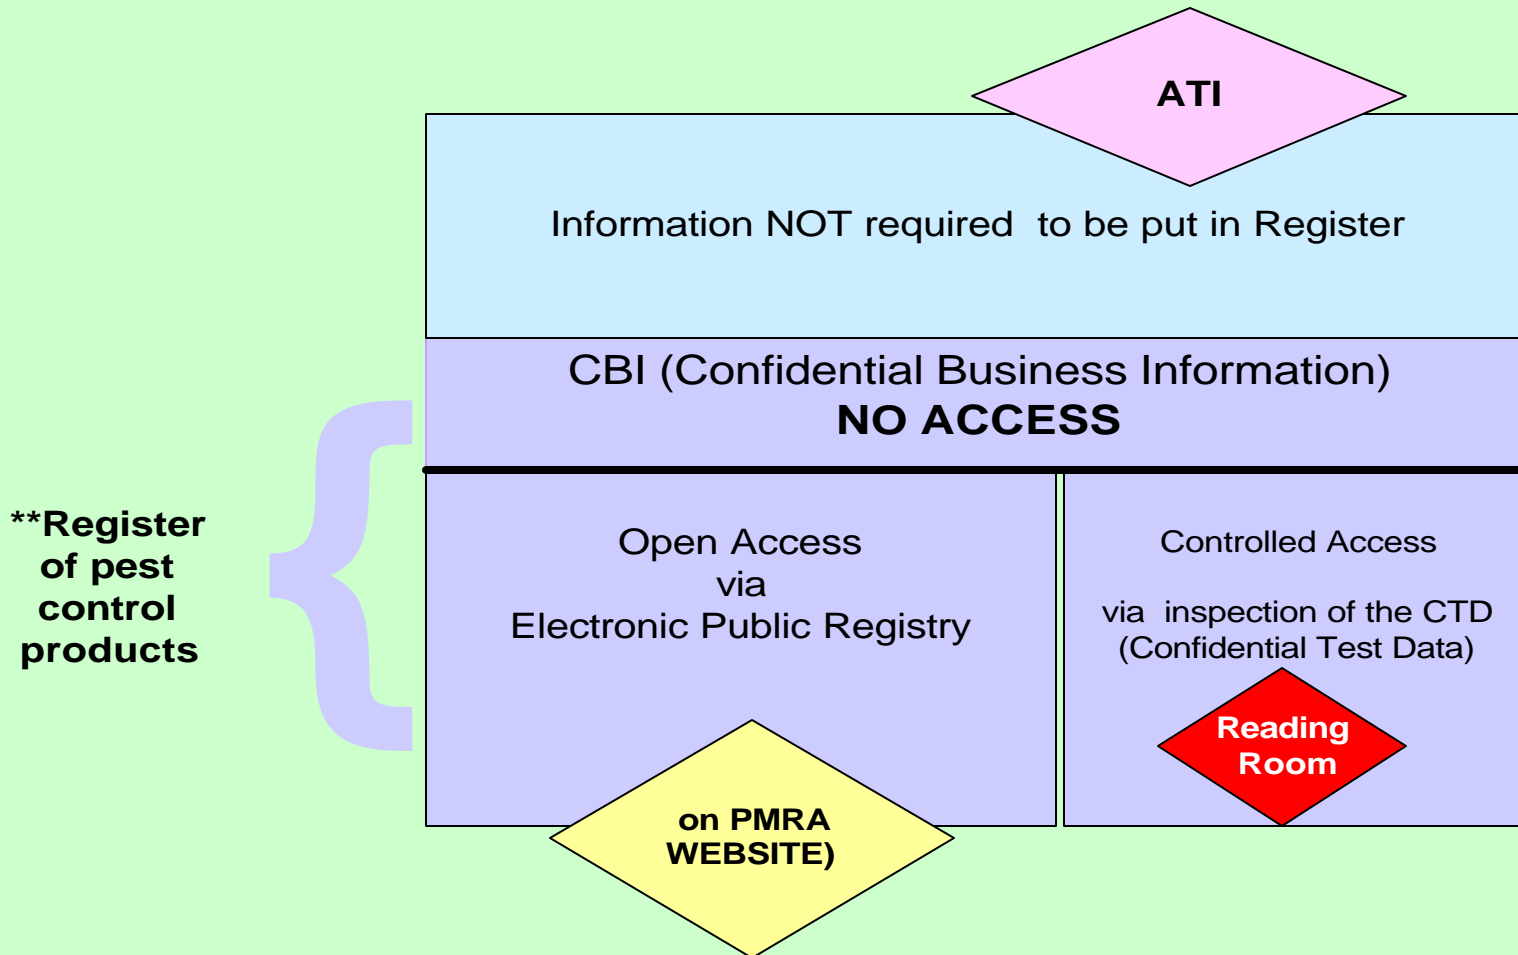 ATI
Information NOT required  to be put in Register
CBI (Confidential Business Information)
NO ACCESS
**Register
of pest
control
products
Open Access
via
Electronic Public Registry
on PMRA
WEBSITE)
Controlled Access
via  inspection of the CTD
(Confidential Test Data)
Reading
Room